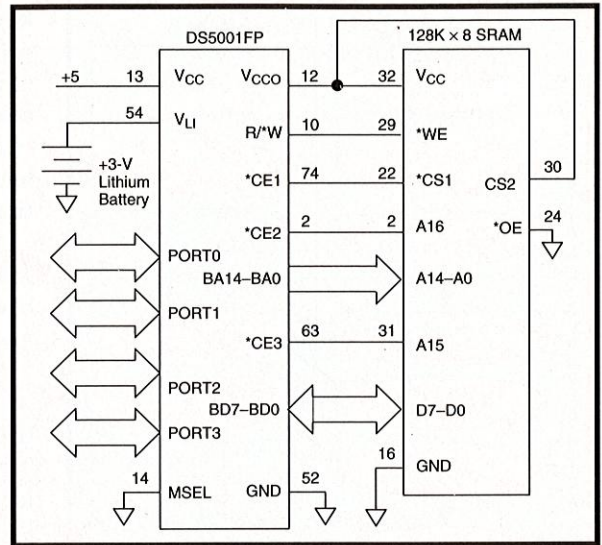 DS5001FP 128K × 8 SRAM
+5 13 VCC VCCO 12 32 VCC
54 VLI
R/*W 10 29 *WE
+3-V
Lithium
Battery
*CE1 74 22 *CS1 CS2 30
*CE2 2 2 A16 *OE 24
PORT0
BA14–BA0 A14–A0
PORT1
*CE3 63 31 A15
PORT2
BD7–BD0 D7–D0
PORT3
16 GND
14 MSEL GND 52